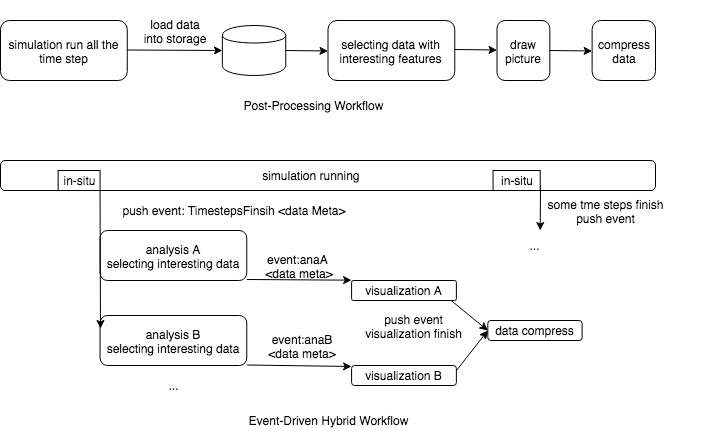 load data
into storage
simulation run all the
time step
selecting data with
interesting features
draw
picture
compress
data
Post-Processing Workflow
in-situ
simulation running
in-situ
push event: TimestepsFinsih <data Meta>
some tme steps finish
push event
...
analysis A
selecting interesting data
event:anaA
<data meta>
visualization A
push event
visualization finish
data compress
analysis B
selecting interesting data
event:anaB
<data meta>
visualization B
...
Event-Driven Hybrid Workflow